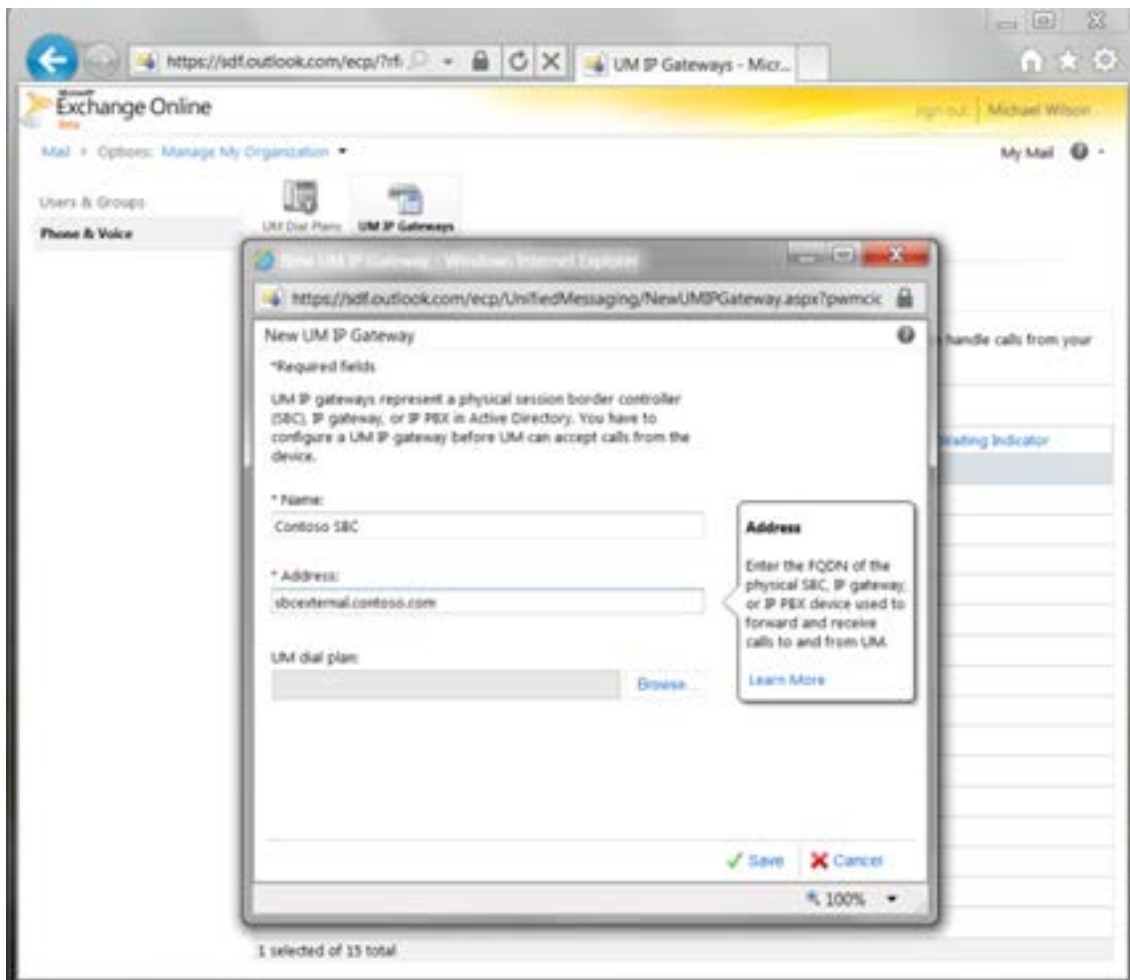 https://sdf.outlook.com/ecp/?rfi
UM IP Gateways - Micr...
Microsoft
Exchange Online
Beta
sign out | Michael Wilson
Mail > Options: Manage My Organization
My Mail
Users & Groups
Phone & Voice
UM Dial Plans
UM IP Gateways
New UM IP Gateway - Windows Internet Explorer
https://sdf.outlook.com/ecp/UnifiedMessaging/NewUMIPGateway.aspx?pwmcic
New UM IP Gateway
handle calls from your
*Required fields
UM IP gateways represent a physical session border controller
(SBC), IP gateway, or IP PBX in Active Directory. You have to
configure a UM IP gateway before UM can accept calls from the
device.
Waiting Indicator
* Name:
Contoso SBC
* Address:
sbcexternal.contoso.com
Address
Enter the FQDN of the
physical SBC, IP gateway,
or IP PBX device used to
forward and receive
calls to and from UM.
Learn More
UM dial plan:
Browse...
Save
Cancel
100%
1 selected of 15 total